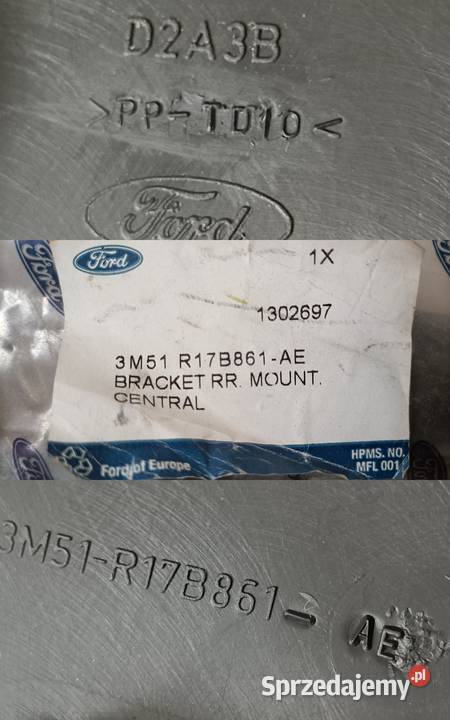 D2A3B
>PP-TD10<
Ford
Ford
1X
1302697
3M51 R17B861-AE
BRACKET RR. MOUNT.
CENTRAL
Ford of Europe
HPMS. NO.
MFL 001
3M51-R17B861-AE
Sprzedajemy.pl